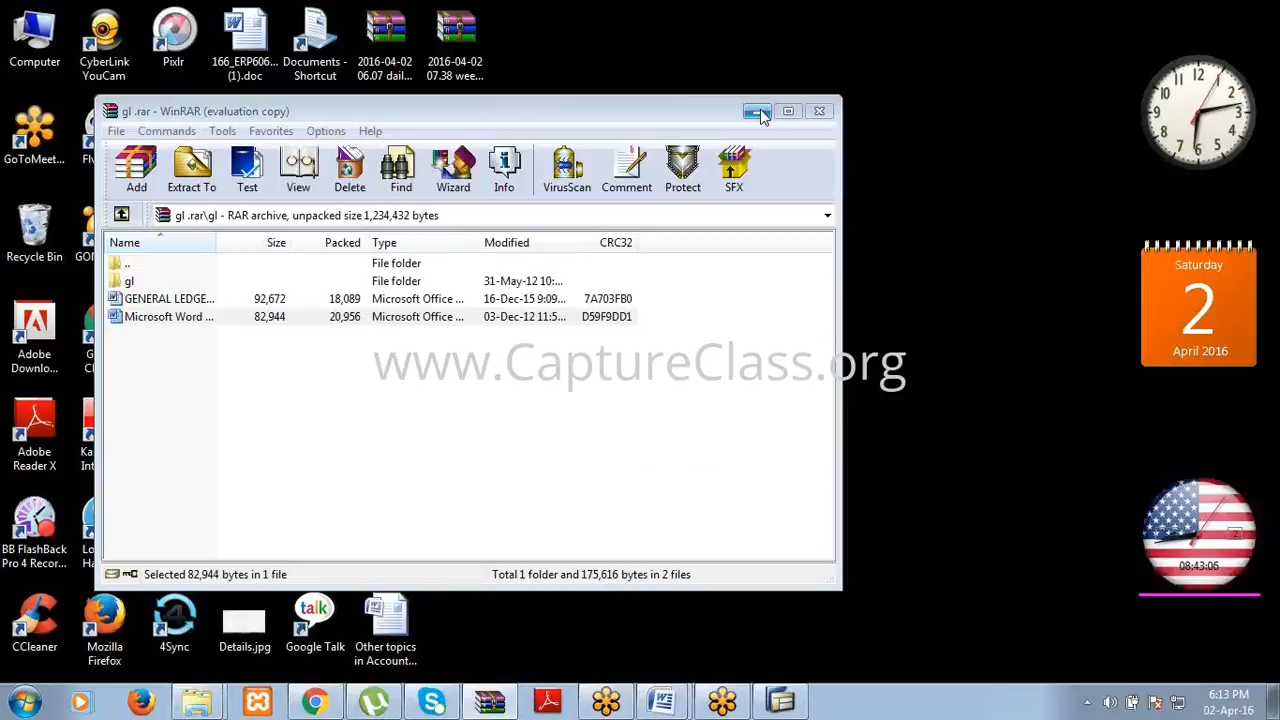 Computer
CyberLink
YouCam
Pixlr
166_ERP606...
(1).doc
Documents -
Shortcut
2016-04-02
06.07 dail...
2016-04-02
07.38 wee...
gl .rar - WinRAR (evaluation copy)
File Commands Tools Favorites Options Help
Add Extract To Test View Delete Find Wizard Info VirusScan Comment Protect SFX
gl .rar\gl - RAR archive, unpacked size 1,234,432 bytes
Name Size Packed Type Modified CRC32
.. File folder
gl File folder 31-May-12 10:...
GENERAL LEDGE... 92,672 18,089 Microsoft Office ... 16-Dec-15 9:09... 7A703FB0
Microsoft Word ... 82,944 20,956 Microsoft Office ... 03-Dec-12 11:5... D59F9DD1
www.CaptureClass.org
Selected 82,944 bytes in 1 file
Total 1 folder and 175,616 bytes in 2 files
GoToMeet...
Recycle Bin
Adobe
Downlo...
Adobe
Reader X
BB FlashBack
Pro 4 Recor...
CCleaner
Mozilla
Firefox
4Sync
Details.jpg
talk
Google Talk
Other topics
in Account...
12
Saturday
2
April 2016
08:43:06
6:13 PM
02-Apr-16